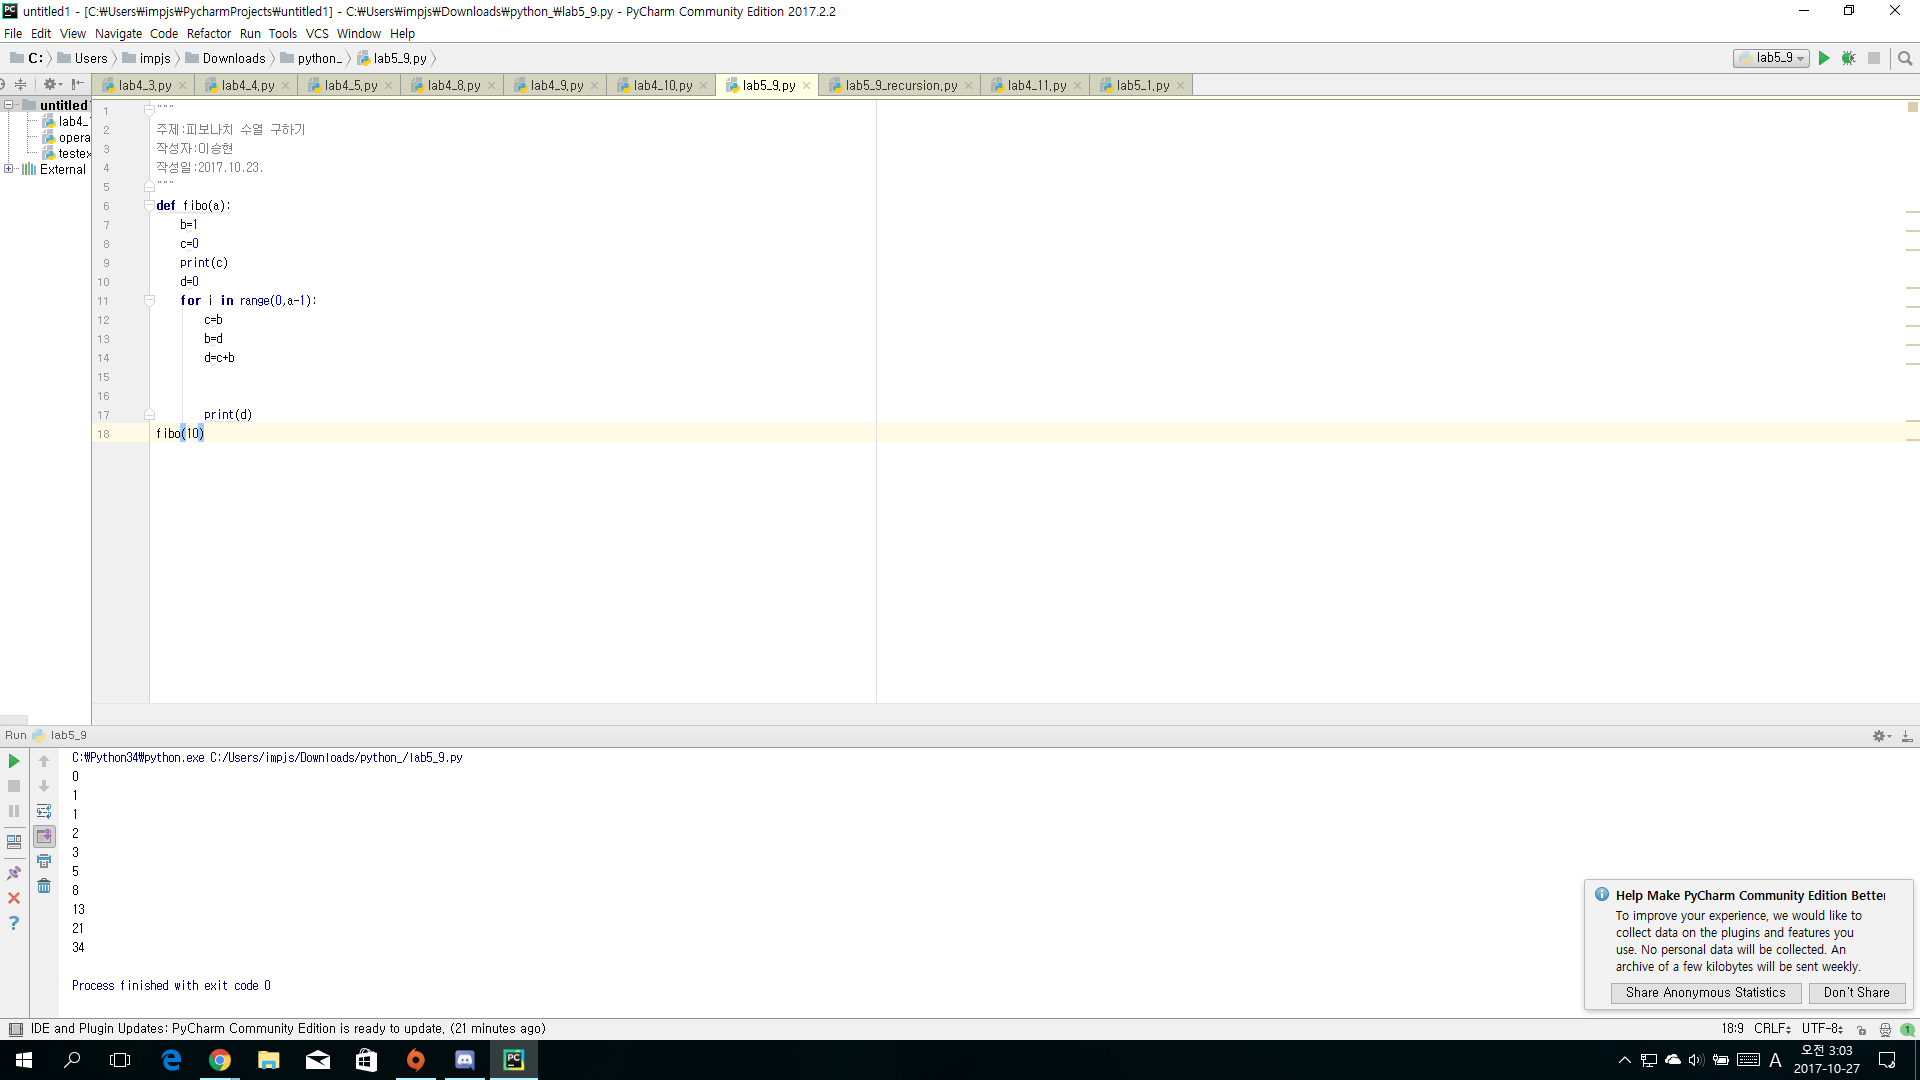 untitled1 - [C:₩Users₩impjs₩PycharmProjects₩untitled1] - C:₩Users₩impjs₩Downloads₩python_₩lab5_9.py - PyCharm Community Edition 2017.2.2
File Edit View Navigate Code Refactor Run Tools VCS Window Help
C: Users impjs Downloads python_ lab5_9.py
lab5_9
lab4_3.py lab4_4.py lab4_5.py lab4_8.py lab4_9.py lab4_10.py lab5_9.py lab5_9_recursion.py lab4_11.py lab5_1.py
untitled
lab4_
opera
testex
External
1 """
2 주제:피보나치 수열 구하기
3 작성자:이승현
4 작성일:2017.10.23.
5 """
6 def fibo(a):
7 b=1
8 c=0
9 print(c)
10 d=0
11 for i in range(0,a-1):
12 c=b
13 b=d
14 d=c+b
15
16
17 print(d)
18 fibo(10)
Run lab5_9
C:₩Python34₩python.exe C:/Users/impjs/Downloads/python_/lab5_9.py
0
1
1
2
3
5
8
13
21
34
Process finished with exit code 0
Help Make PyCharm Community Edition Better
To improve your experience, we would like to
collect data on the plugins and features you
use. No personal data will be collected. An
archive of a few kilobytes will be sent weekly.
Share Anonymous Statistics Don't Share
IDE and Plugin Updates: PyCharm Community Edition is ready to update. (21 minutes ago)
18:9 CRLF UTF-8 1
A 오전 3:03
2017-10-27